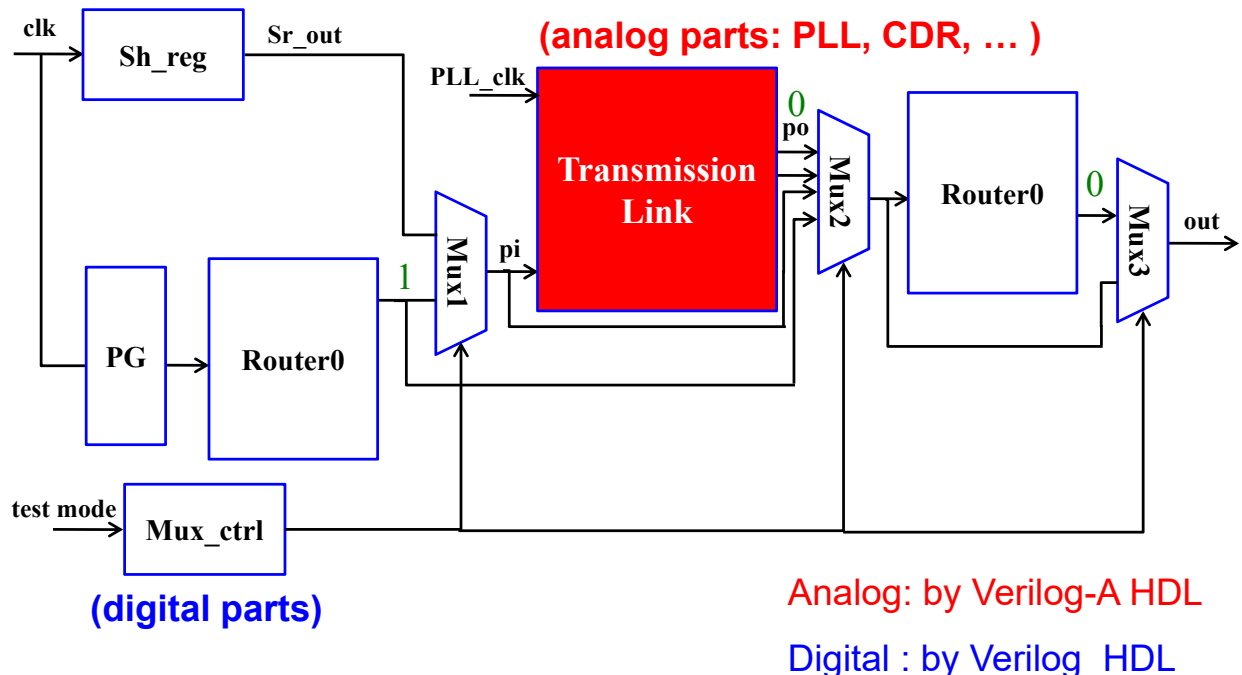 clk
Sh_reg
Sr_out
(analog parts: PLL, CDR, ... )
PLL_clk
Transmission
Link
0
po
Mux2
Router0
0
Mux3
out
Mux1
pi
1
PG
Router0
test mode
Mux_ctrl
(digital parts)
Analog: by Verilog-A HDL
Digital : by Verilog HDL